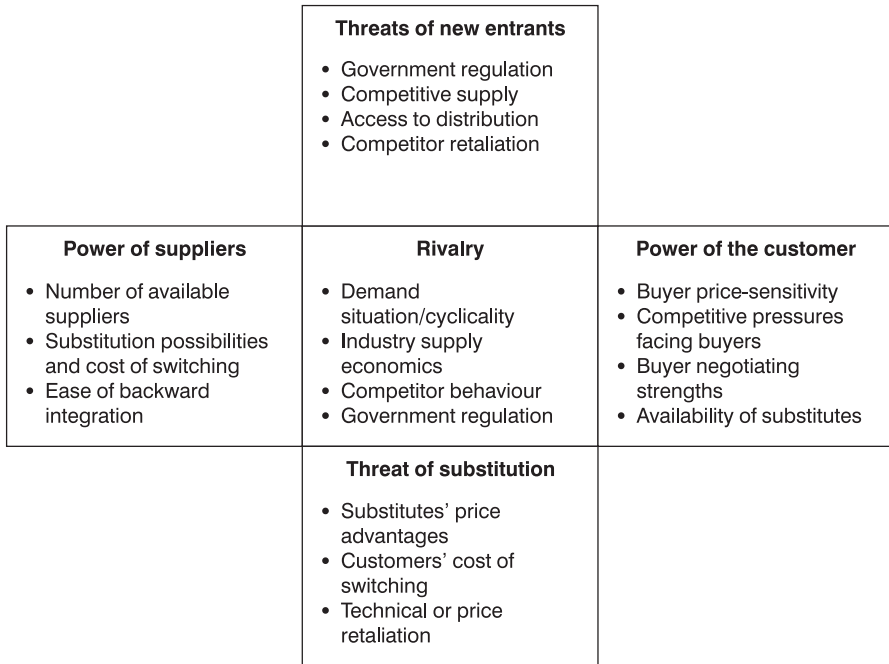 Threats of new entrants
• Government regulation
• Competitive supply
• Access to distribution
• Competitor retaliation
Power of suppliers
• Number of available
suppliers
• Substitution possibilities
and cost of switching
• Ease of backward
integration
Rivalry
• Demand
situation/cyclicality
• Industry supply
economics
• Competitor behaviour
• Government regulation
Power of the customer
• Buyer price-sensitivity
• Competitive pressures
facing buyers
• Buyer negotiating
strengths
• Availability of substitutes
Threat of substitution
• Substitutes’ price
advantages
• Customers’ cost of
switching
• Technical or price
retaliation